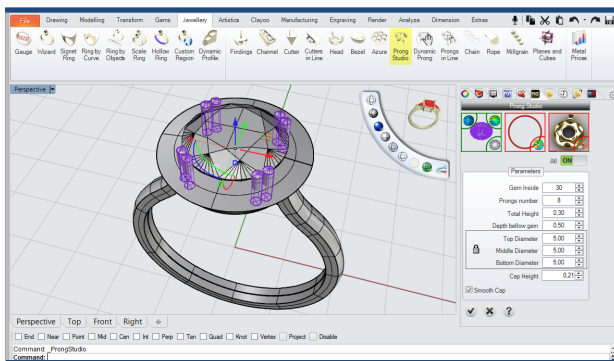 File Drawing Modelling Transform Gems Jewellery Artistics Clayoo Manufacturing Engraving Render Analyze Dimension Extras
Gauge Wizard Signet Ring Ring by Curve Ring by Objects Scale Ring Hollow Ring Custom Region Dynamic Profile Findings Channel Cutter Cutters in Line Head Bezel Azure Prong Studio Dynamic Prong Prongs in Line Chain Rope Millgrain Planes and Cubes Metal Prices
Perspective
Prong Studio
All ON
Parameters
Gem Inside 30
Prongs number 8
Total Height 0.30
Depth bellow gem 0.50
Top Diameter 5.00
Middle Diameter 5.00
Bottom Diameter 5.00
Cap Height 0.21
Smooth Cap
Perspective Top Front Right
End Near Point Mid Cen Int Perp Tan Quad Knot Vertex Project Disable
Command: _ProngStudio
Command: